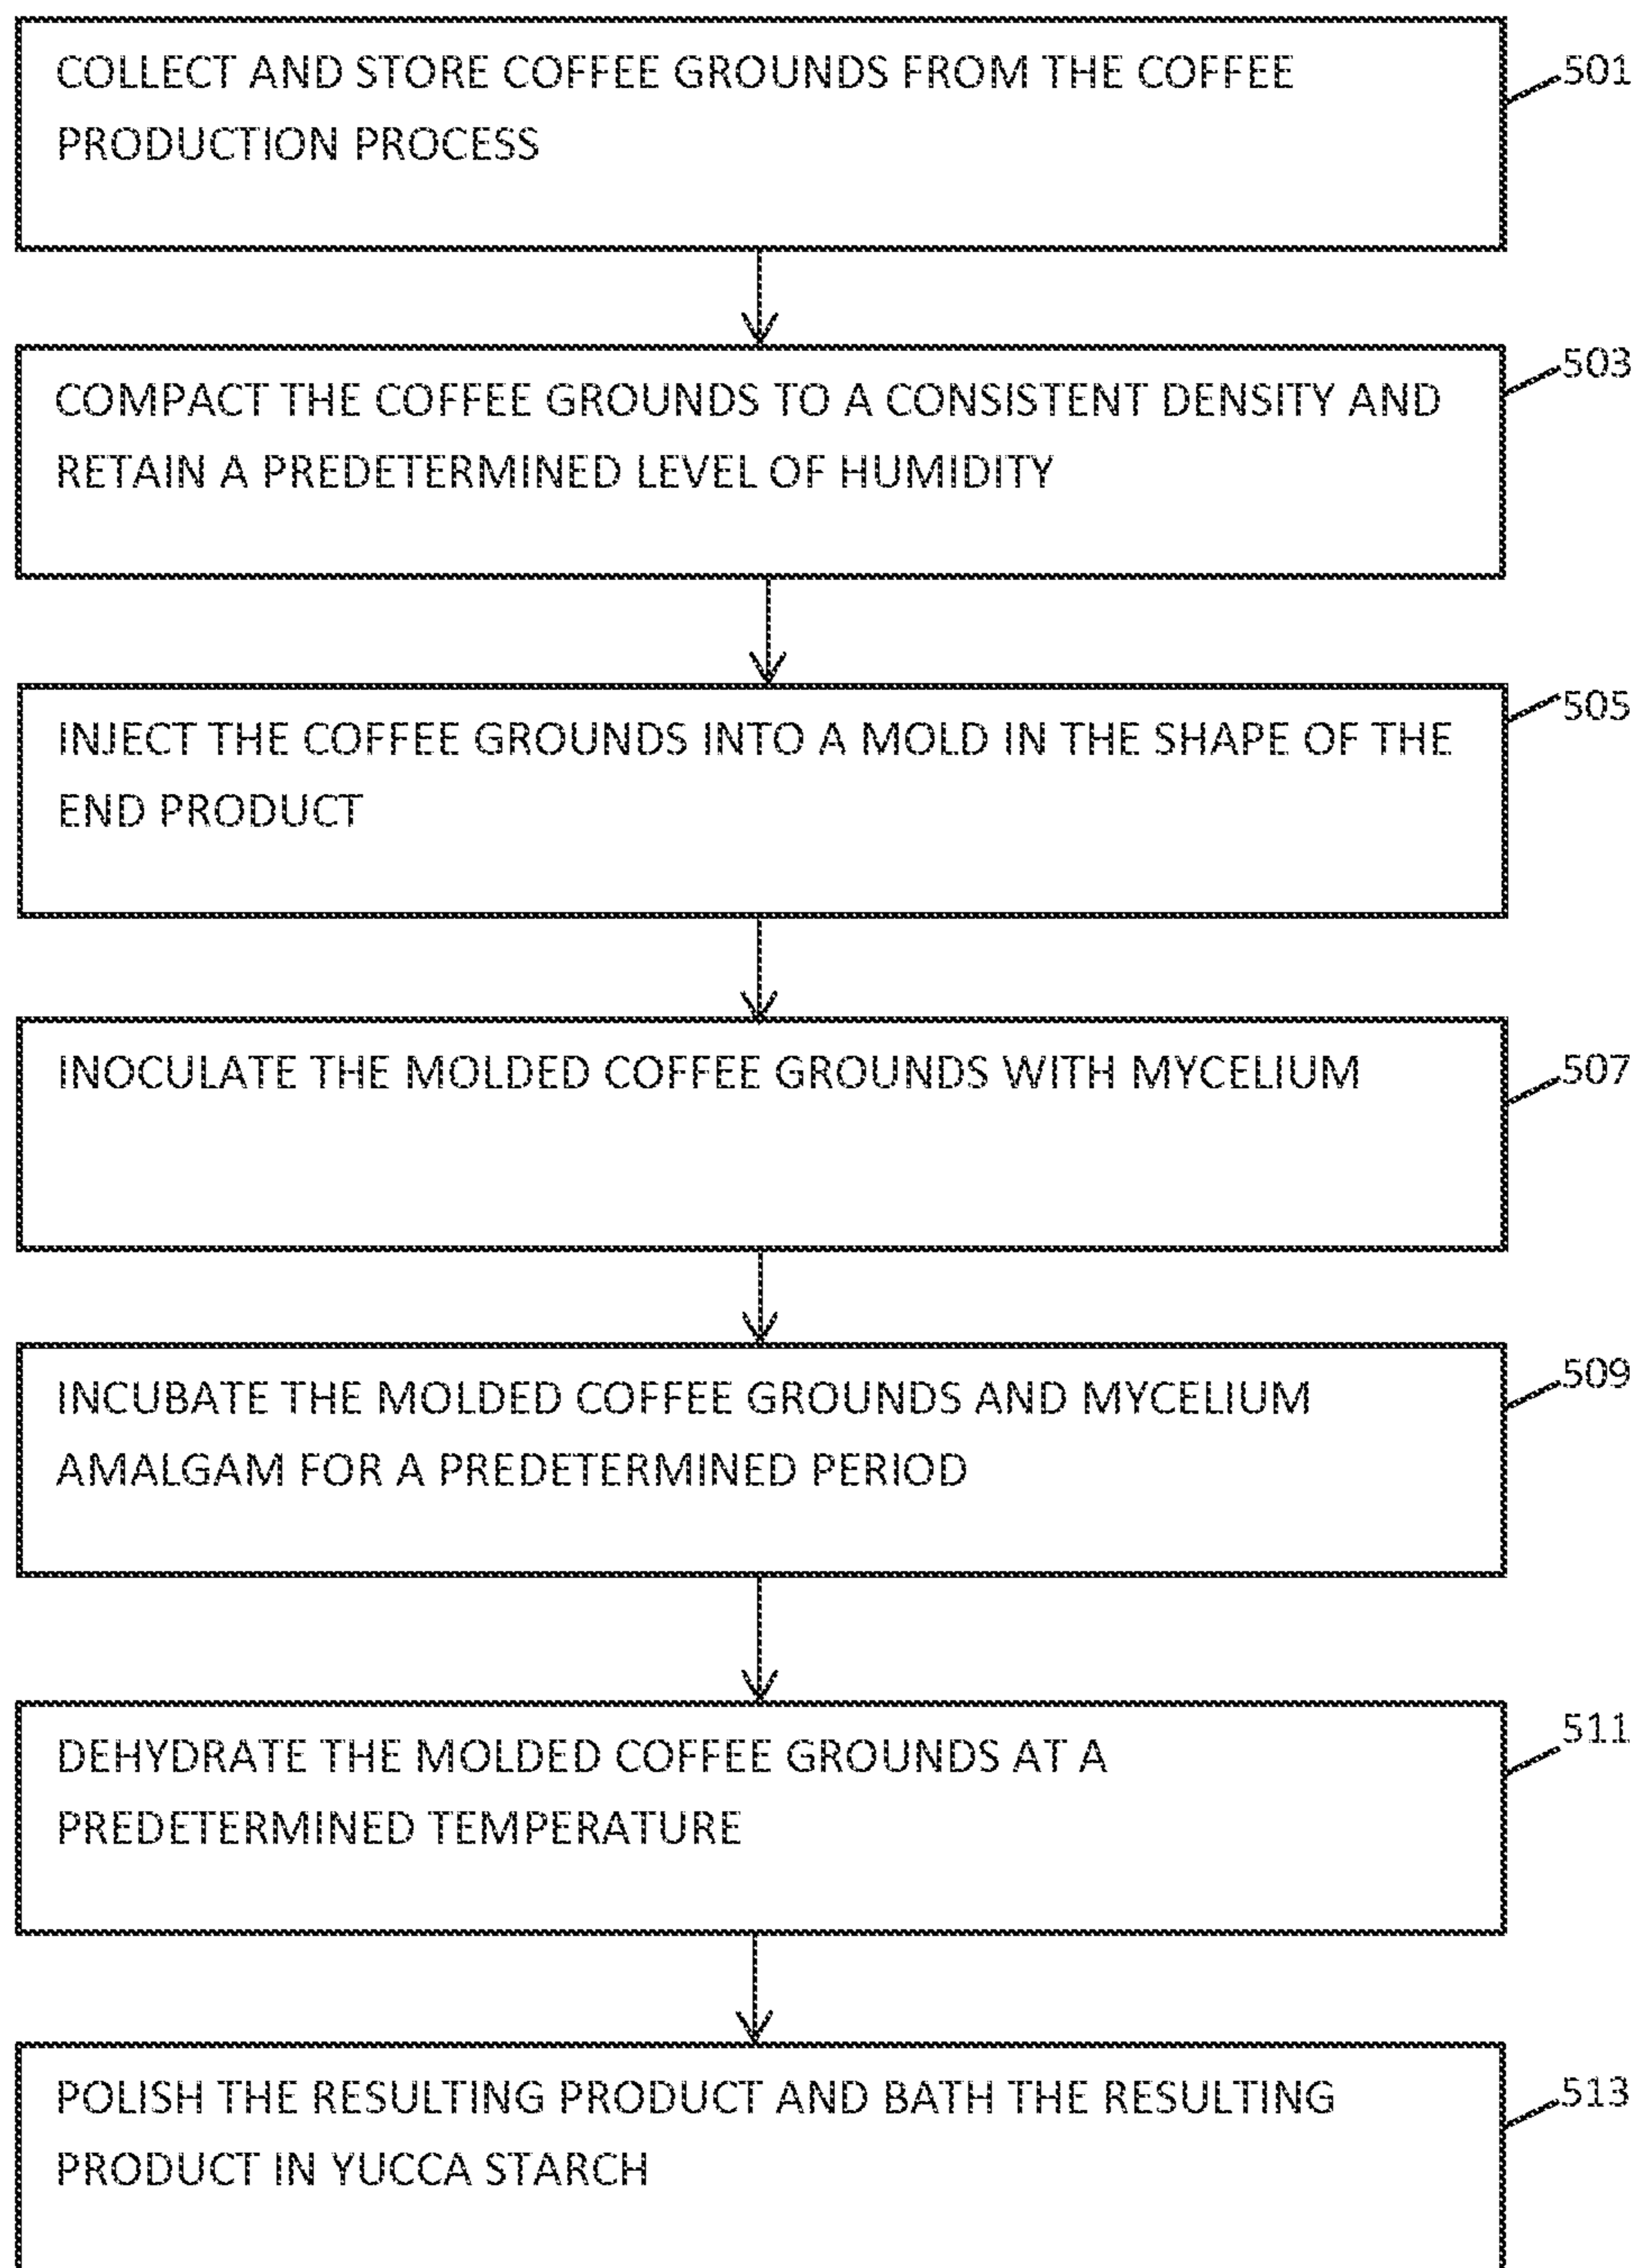 COLLECT AND STORE COFFEE GROUNDS FROM THE COFFEE
PRODUCTION PROCESS
501
COMPACT THE COFFEE GROUNDS TO A CONSISTENT DENSITY AND
RETAIN A PREDETERMINED LEVEL OF HUMIDITY
503
INJECT THE COFFEE GROUNDS INTO A MOLD IN THE SHAPE OF THE
END PRODUCT
505
INOCULATE THE MOLDED COFFEE GROUNDS WITH MYCELIUM
507
INCUBATE THE MOLDED COFFEE GROUNDS AND MYCELIUM
AMALGAM FOR A PREDETERMINED PERIOD
509
DEHYDRATE THE MOLDED COFFEE GROUNDS AT A
PREDETERMINED TEMPERATURE
511
POLISH THE RESULTING PRODUCT AND BATH THE RESULTING
PRODUCT IN YUCCA STARCH
513